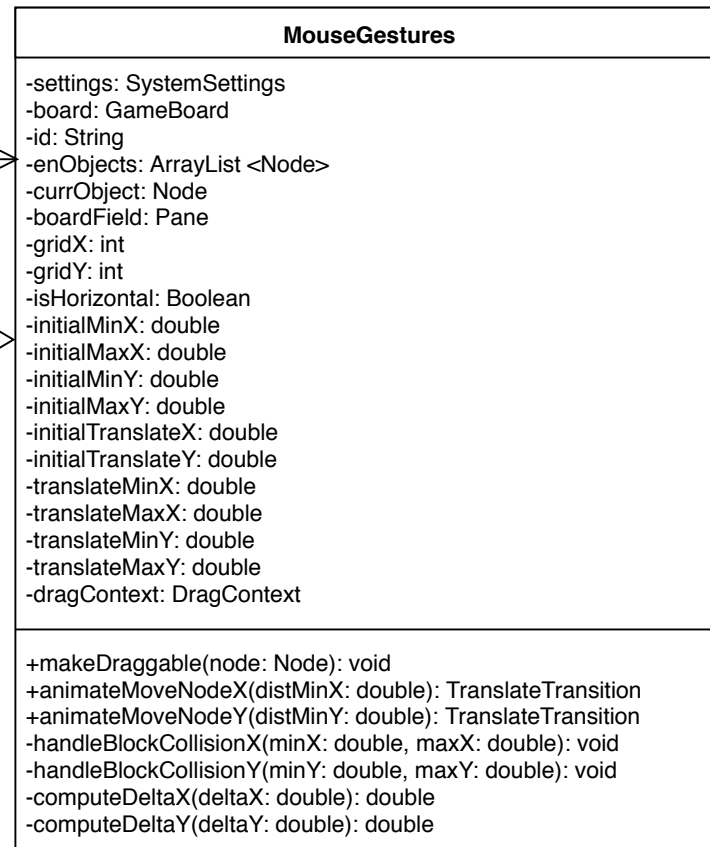 MouseGestures
-settings: SystemSettings
-board: GameBoard
-id: String
-enObjects: ArrayList <Node>
-currObject: Node
-boardField: Pane
-gridX: int
-gridY: int
-isHorizontal: Boolean
-initialMinX: double
-initialMaxX: double
-initialMinY: double
-initialMaxY: double
-initialTranslateX: double
-initialTranslateY: double
-translateMinX: double
-translateMaxX: double
-translateMinY: double
-translateMaxY: double
-dragContext: DragContext
+makeDraggable(node: Node): void
+animateMoveNodeX(distMinX: double): TranslateTransition
+animateMoveNodeY(distMinY: double): TranslateTransition
-handleBlockCollisionX(minX: double, maxX: double): void
-handleBlockCollisionY(minY: double, maxY: double): void
-computeDeltaX(deltaX: double): double
-computeDeltaY(deltaY: double): double